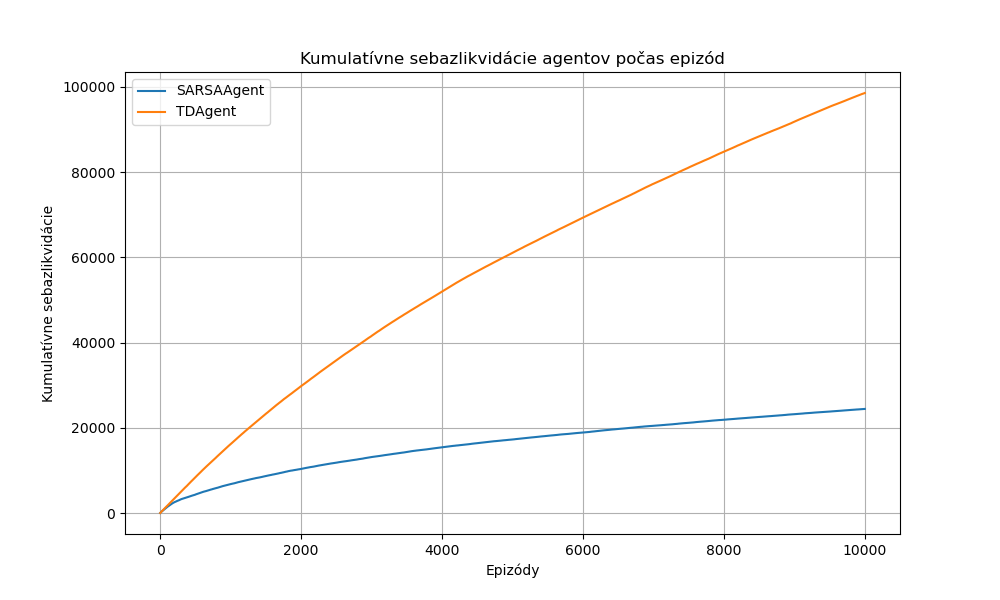 Kumulatívne sebazlikvidácie agentov počas epizód
SARSAAgent
TDAgent
Kumulatívne sebazlikvidácie
100000
80000
60000
40000
20000
0
0 2000 4000 6000 8000 10000
Epizódy